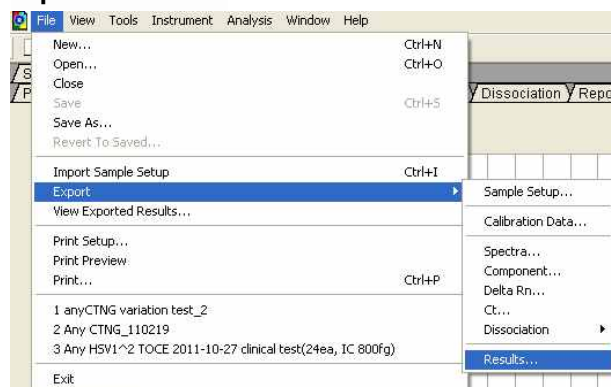 File View Tools Instrument Analysis Window Help
New... Ctrl+N
Open... Ctrl+O
Close
Save Ctrl+S
Save As...
Revert To Saved...
Dissociation Repo
Import Sample Setup Ctrl+I
Export
View Exported Results...
Print Setup...
Print Preview
Print... Ctrl+P
1 anyCTNG variation test_2
2 Any CTNG_110219
3 Any HSV1^2 TOCE 2011-10-27 clinical test(24ea, IC 800fg)
Exit
Sample Setup...
Calibration Data...
Spectra...
Component...
Delta Rn...
Ct...
Dissociation
Results...